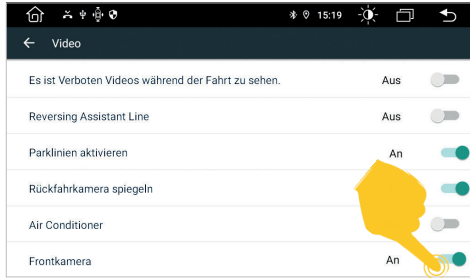 15:19
Video
Es ist Verboten Videos während der Fahrt zu sehen. Aus
Reversing Assistant Line Aus
Parklinien aktivieren An
Rückfahrkamera spiegeln
Air Conditioner
Frontkamera An